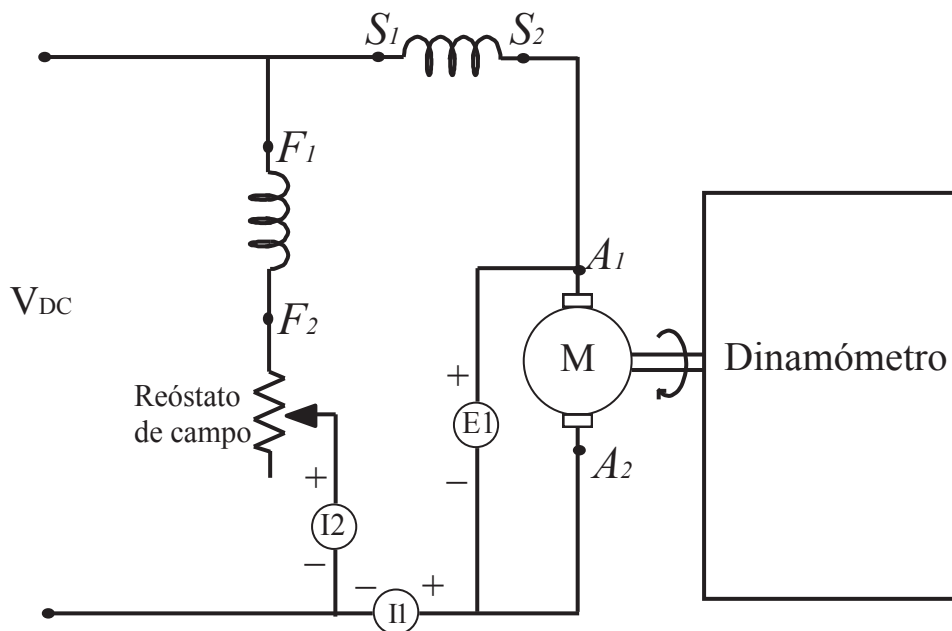 S1
S2
F1
VDC
F2
A1
M
Dinamómetro
Reóstato
de campo
+
E1
−
A2
+
I2
−
−
I1
+